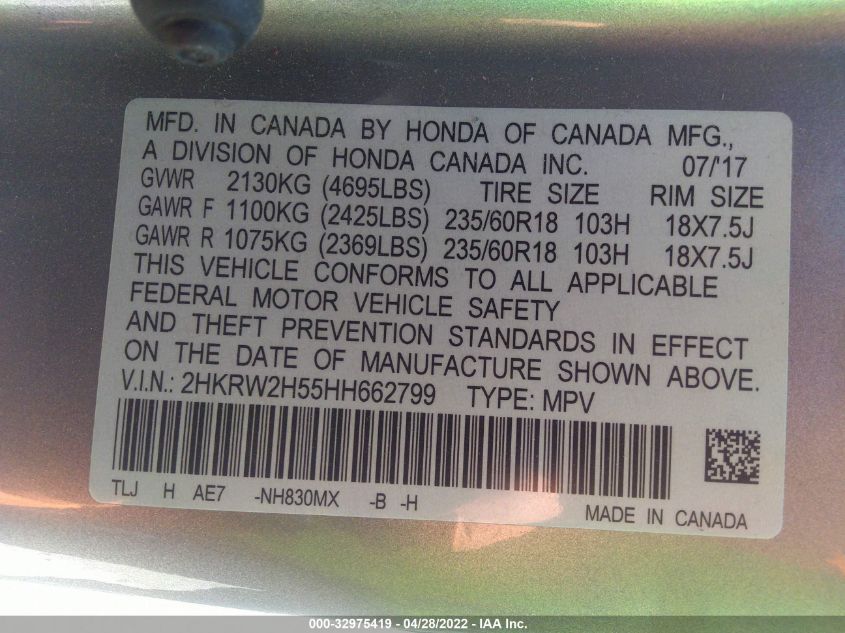 MFD. IN CANADA BY HONDA OF CANADA MFG.,
A DIVISION OF HONDA CANADA INC. 07/'17
GVWR 2130KG (4695LBS) TIRE SIZE RIM SIZE
GAWR F 1100KG (2425LBS) 235/60R18 103H 18X7.5J
GAWR R 1075KG (2369LBS) 235/60R18 103H 18X7.5J
THIS VEHICLE CONFORMS TO ALL APPLICABLE
FEDERAL MOTOR VEHICLE SAFETY
AND THEFT PREVENTION STANDARDS IN EFFECT
ON THE DATE OF MANUFACTURE SHOWN ABOVE.
V.I.N.: 2HKRW2H55HH662799 TYPE: MPV
TLJ H AE7 -NH830MX -B -H
MADE IN CANADA
000-32975419 - 04/28/2022 - IAA Inc.